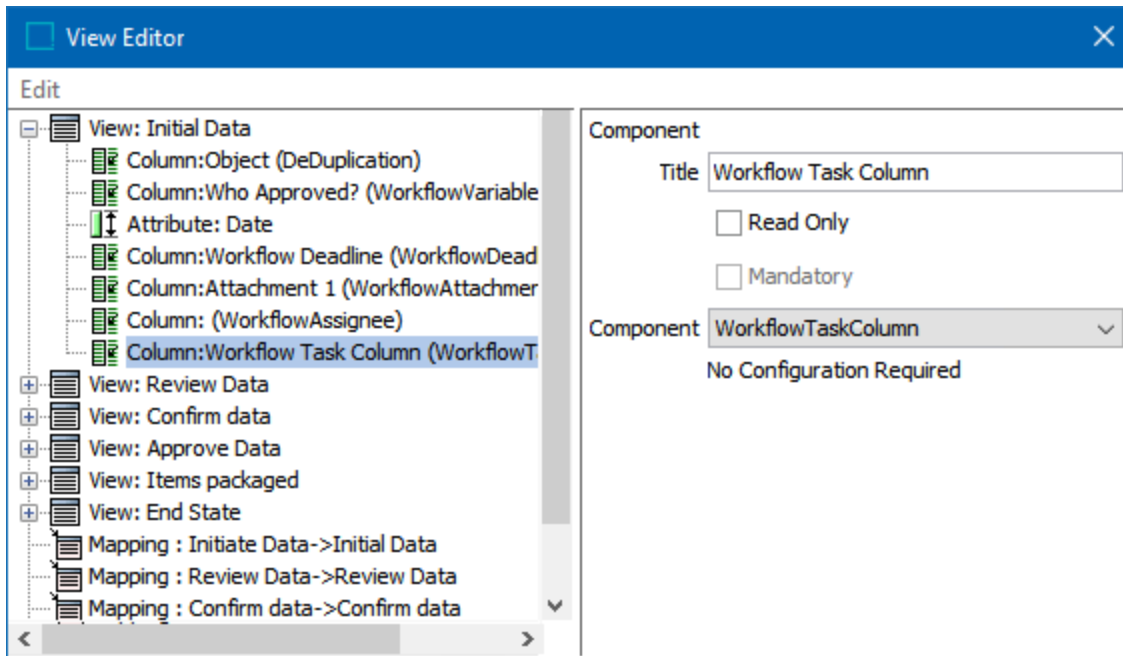 View Editor
Edit
View: Initial Data
Column:Object (DeDuplication)
Column:Who Approved? (WorkflowVariable
Attribute: Date
Column:Workflow Deadline (WorkflowDeadl
Column:Attachment 1 (WorkflowAttachmer
Column: (WorkflowAssignee)
Column:Workflow Task Column (WorkflowT
View: Review Data
View: Confirm data
View: Approve Data
View: Items packaged
View: End State
Mapping : Initiate Data->Initial Data
Mapping : Review Data->Review Data
Mapping : Confirm data->Confirm data
Component
Title Workflow Task Column
Read Only
Mandatory
Component WorkflowTaskColumn
No Configuration Required